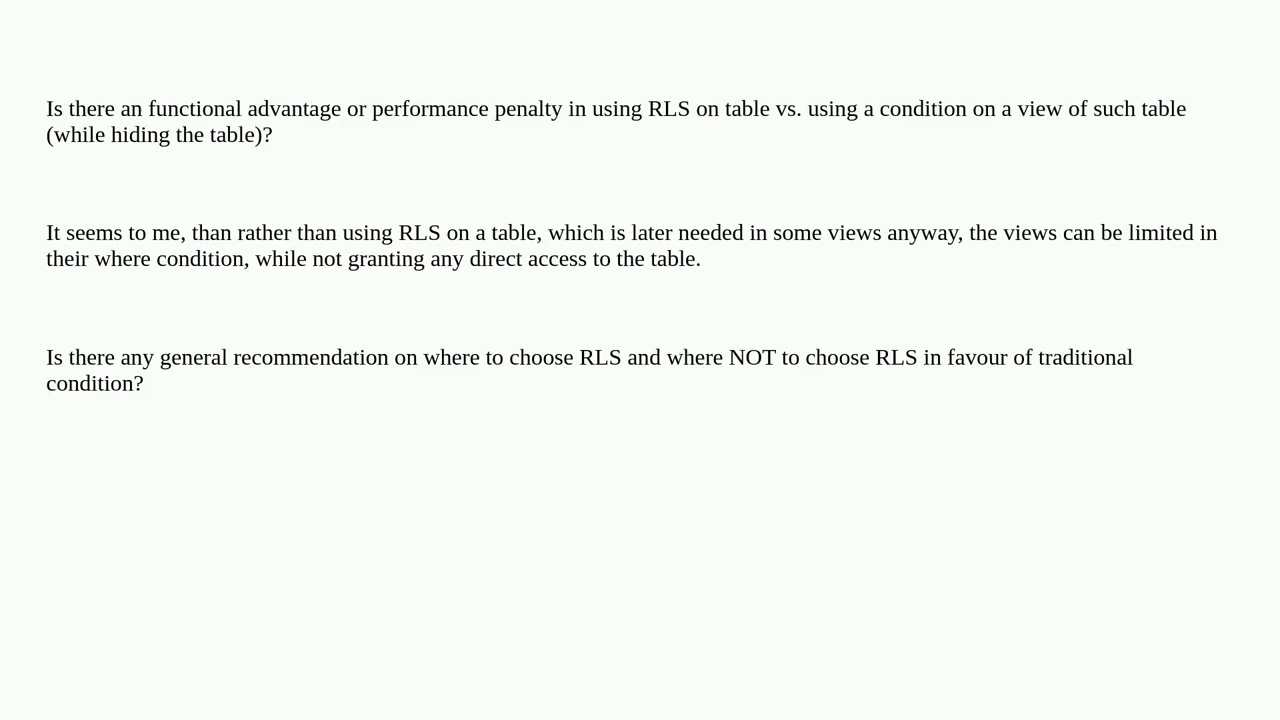 Is there an functional advantage or performance penalty in using RLS on table vs. using a condition on a view of such table
(while hiding the table)?
It seems to me, than rather than using RLS on a table, which is later needed in some views anyway, the views can be limited in
their where condition, while not granting any direct access to the table.
Is there any general recommendation on where to choose RLS and where NOT to choose RLS in favour of traditional
condition?